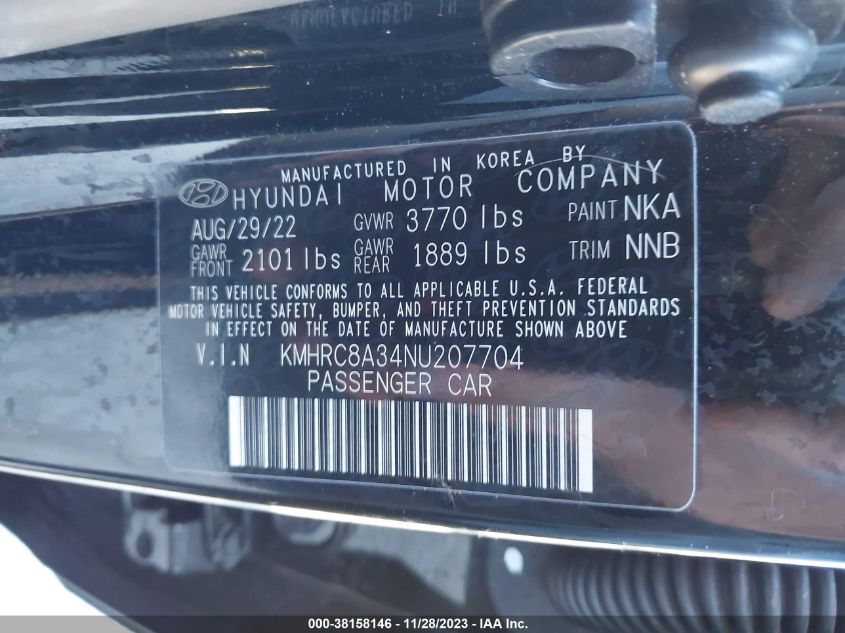 MANUFACTURED IN KOREA BY
HYUNDAI MOTOR COMPANY
AUG/29/22 GVWR 3770 lbs PAINT NKA
GAWR FRONT 2101 lbs GAWR REAR 1889 lbs TRIM NNB
THIS VEHICLE CONFORMS TO ALL APPLICABLE U.S.A. FEDERAL
MOTOR VEHICLE SAFETY, BUMPER, AND THEFT PREVENTION STANDARDS
IN EFFECT ON THE DATE OF MANUFACTURE SHOWN ABOVE
V.I.N KMHRC8A34NU207704
PASSENGER CAR
000-38158146 - 11/28/2023 - IAAI.com